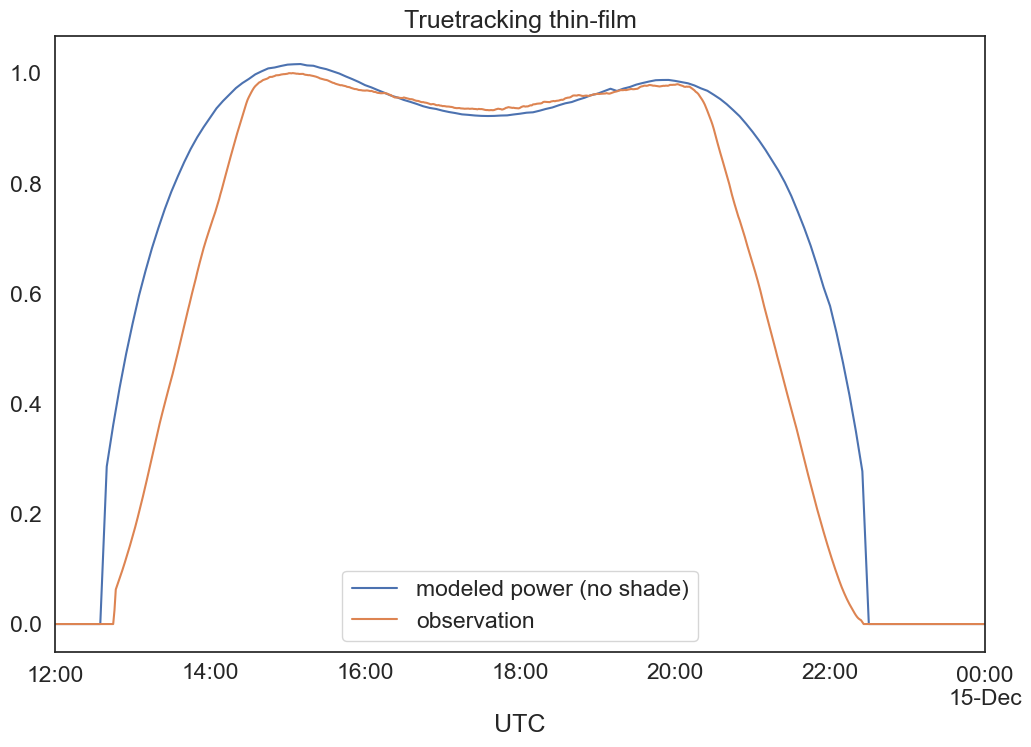 Truetracking thin-film
1.0
0.8
0.6
0.4
0.2
0.0
modeled power (no shade)
observation
12:00 14:00 16:00 18:00 20:00 22:00 00:00
15-Dec
UTC